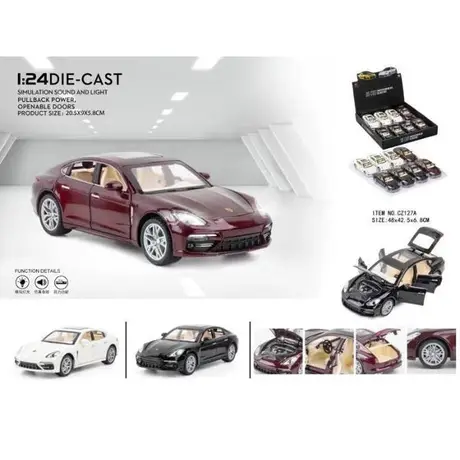 1:24DIE-CAST
SIMULATION SOUND AND LIGHT
PULLBACK POWER,
OPENABLE DOORS
PRODUCT SIZE: 20.5X9X5.8CM
ITEM NO. CZ127A
SIZE:46x42.5x6.8CM
FUNCTION DETAILS